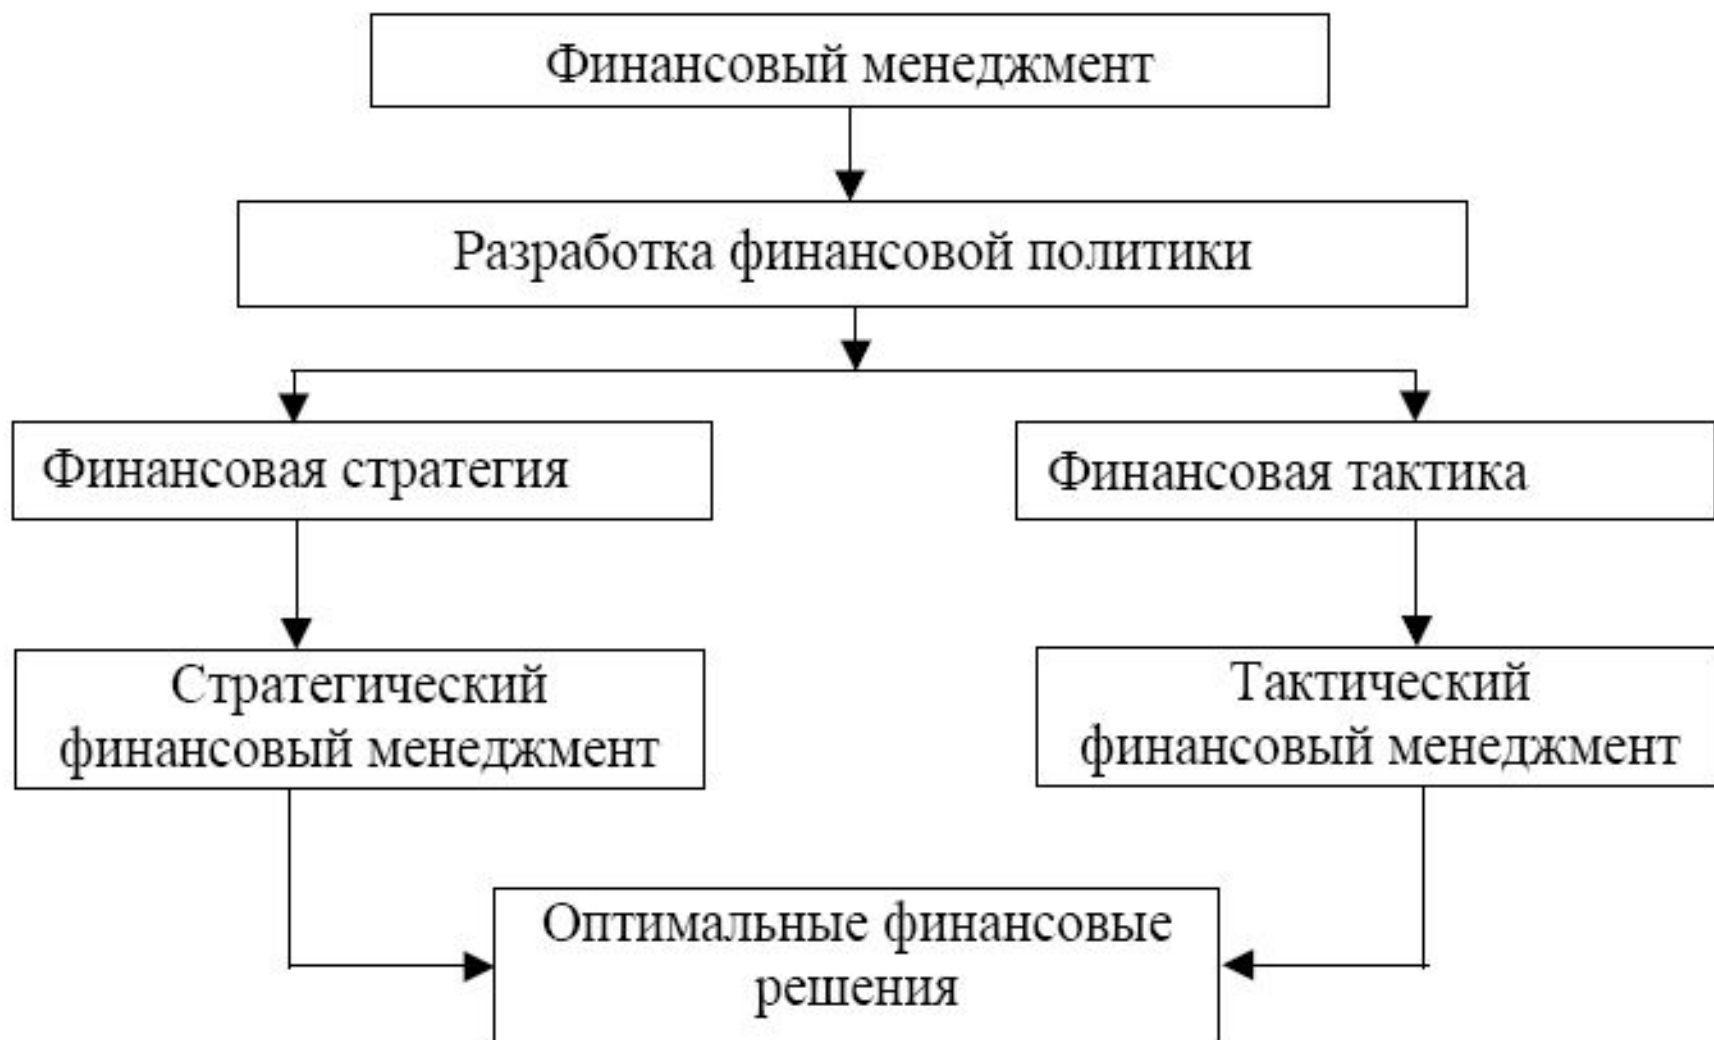 Финансовый менеджмент
Разработка финансовой политики
Финансовая стратегия
Финансовая тактика
Стратегический
финансовый менеджмент
Тактический
финансовый менеджмент
Оптимальные финансовые
решения